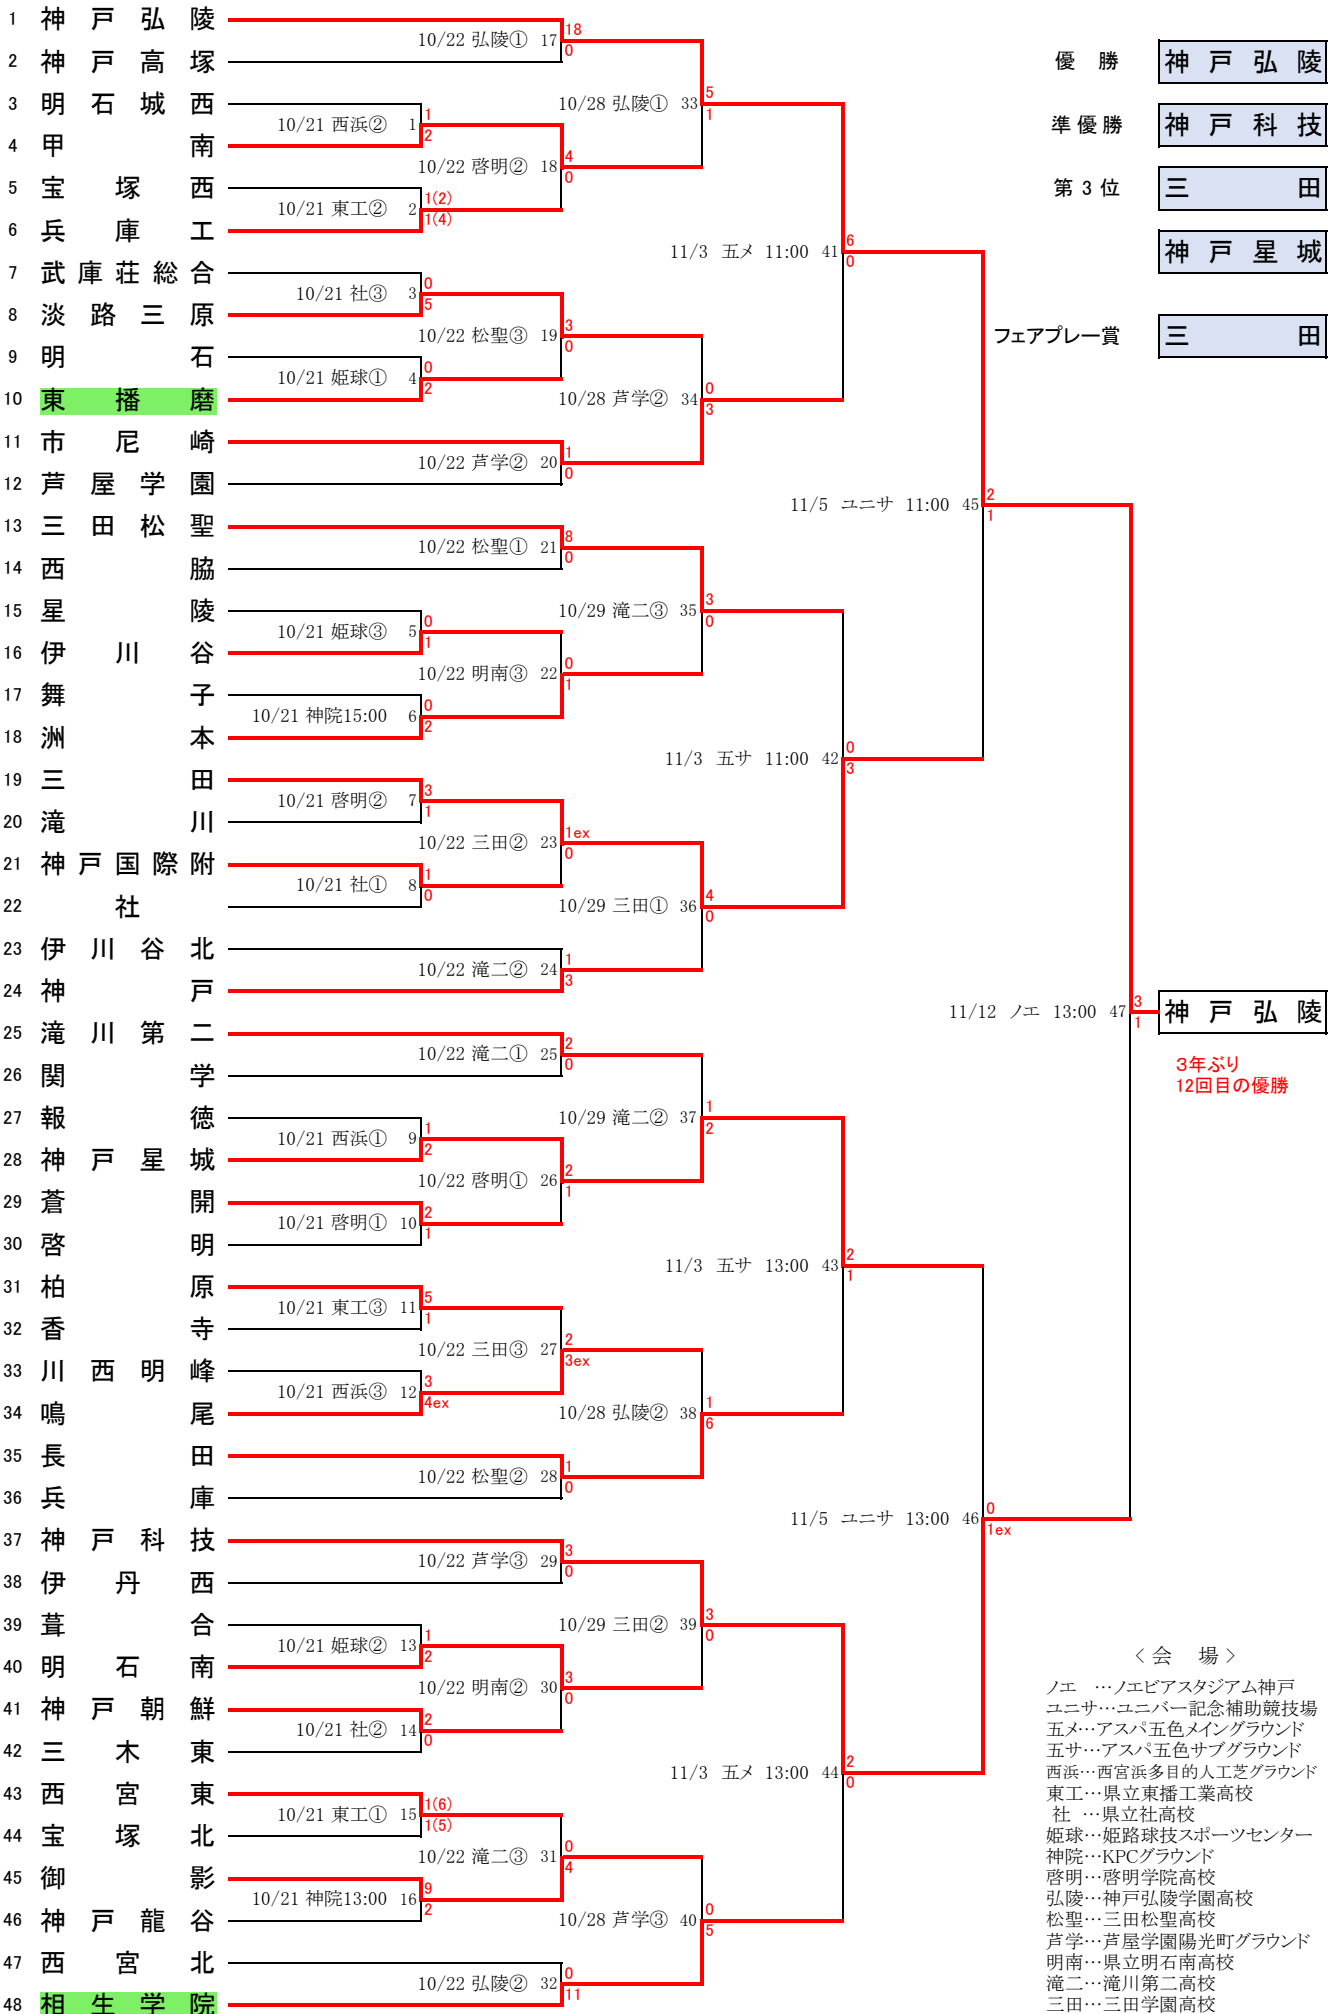 1 神戸弘陵
10/22 弘陵① 17 18 0
2 神戸高塚
3 明石城西
10/21 西浜② 1 1 2
4 甲南
10/22 啓明② 18 4 0
5 宝塚西
10/21 東工② 2 1(2) 1(4)
6 兵庫工
10/28 弘陵① 33 5 1
7 武庫荘総合
10/21 社③ 3 0 5
8 淡路三原
10/22 松聖③ 19 3 0
9 明石
10/21 姫球① 4 0 2
10 東播磨
10/28 芦学② 34 0 3
11 市尼崎
10/22 芦学② 20 1 0
12 芦屋学園
11/3 五メ 11:00 41 6 0
13 三田松聖
10/22 松聖① 21 8 0
14 西脇
10/29 滝二③ 35 3 0
15 星陵
10/21 姫球③ 5 0 1
16 伊川谷
10/22 明南③ 22 0 1
17 舞子
10/21 神院15:00 6 0 2
18 洲本
11/3 五サ 11:00 42 0 3
19 三田
10/21 啓明② 7 3 1
20 滝川
10/22 三田② 23 1ex 0
21 神戸国際附
10/21 社① 8 1 0
22 社
10/29 三田① 36 4 0
23 伊川谷北
10/22 滝二② 24 1 3
24 神戸
11/5 ユニサ 11:00 45 2 1
25 滝川第二
10/22 滝二① 25 2 0
26 関学
10/29 滝二② 37 1 2
27 報徳
10/21 西浜① 9 1 2
28 神戸星城
10/22 啓明① 26 2 1
29 蒼開
10/21 啓明① 10 2 1
30 啓明
11/3 五サ 13:00 43 2 1
31 柏原
10/21 東工③ 11 5 1
32 香寺
10/22 三田③ 27 2 3ex
33 川西明峰
10/21 西浜③ 12 3 4ex
34 鳴尾
10/28 弘陵② 38 1 6
35 長田
10/22 松聖② 28 1 0
36 兵庫
11/5 ユニサ 13:00 46 0 1ex
37 神戸科技
10/22 芦学③ 29 3 0
38 伊丹西
10/29 三田② 39 3 0
39 葺合
10/21 姫球② 13 1 2
40 明石南
10/22 明南② 30 3 0
41 神戸朝鮮
10/21 社② 14 2 0
42 三木東
11/3 五メ 13:00 44 2 0
43 西宮東
10/21 東工① 15 1(6) 1(5)
44 宝塚北
10/22 滝二③ 31 0 4
45 御影
10/21 神院13:00 16 9 2
46 神戸龍谷
10/28 芦学③ 40 0 5
47 西宮北
10/22 弘陵② 32 0 11
48 相生学院
11/12 ノエ 13:00 47 3 1
神戸弘陵
3年ぶり
12回目の優勝
優勝 神戸弘陵
準優勝 神戸科技
第3位 三田
神戸星城
フェアプレー賞 三田
＜会場＞
ノエ …ノエビアスタジアム神戸
ユニサ…ユニバー記念補助競技場
五メ…アスパ五色メイングラウンド
五サ…アスパ五色サブグラウンド
西浜…西宮浜多目的人工芝グラウンド
東工…県立東播工業高校
社 …県立社高校
姫球…姫路球技スポーツセンター
神院…KPCグラウンド
啓明…啓明学院高校
弘陵…神戸弘陵学園高校
松聖…三田松聖高校
芦学…芦屋学園陽光町グラウンド
明南…県立明石南高校
滝二…滝川第二高校
三田…三田学園高校